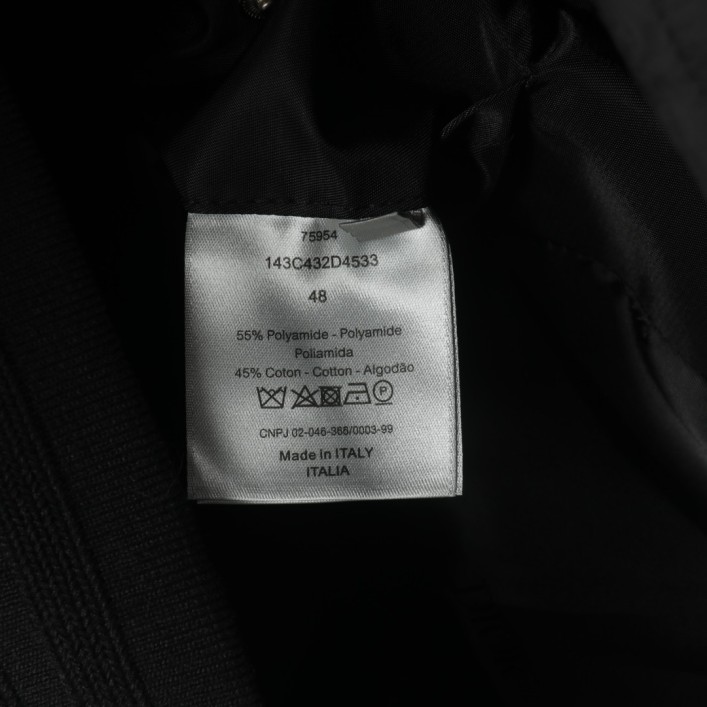 75954
143C432D4533
48
55% Polyamide - Polyamide
Poliamida
45% Coton - Cotton - Algodão
P
CNPJ 02-046-388/0003-99
Made in ITALY
ITALIA